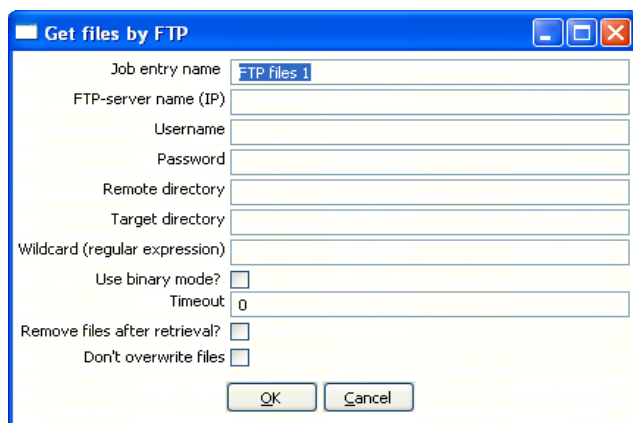 Get files by FTP
Job entry name FTP files 1
FTP-server name (IP)
Username
Password
Remote directory
Target directory
Wildcard (regular expression)
Use binary mode?
Timeout 0
Remove files after retrieval?
Don't overwrite files
OK Cancel